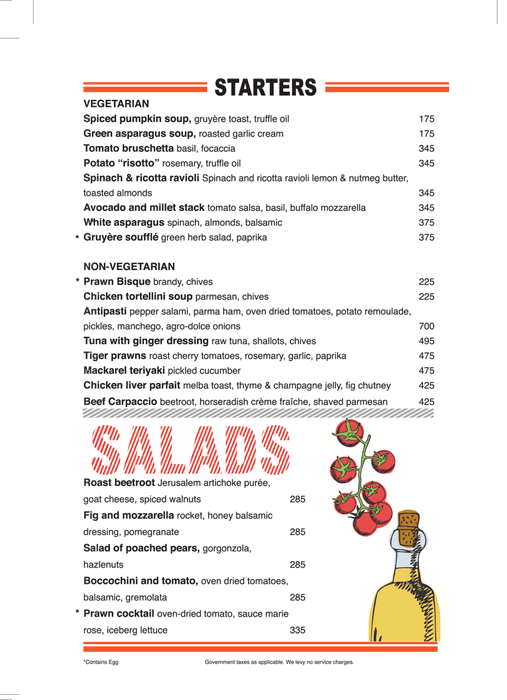 STARTERS
VEGETARIAN
Spiced pumpkin soup, gruyère toast, truffle oil 175
Green asparagus soup, roasted garlic cream 175
Tomato bruschetta basil, focaccia 345
Potato “risotto” rosemary, truffle oil 345
Spinach & ricotta ravioli Spinach and ricotta ravioli lemon & nutmeg butter,
toasted almonds 345
Avocado and millet stack tomato salsa, basil, buffalo mozzarella 345
White asparagus spinach, almonds, balsamic 375
* Gruyère soufflé green herb salad, paprika 375
NON-VEGETARIAN
* Prawn Bisque brandy, chives 225
Chicken tortellini soup parmesan, chives 225
Antipasti pepper salami, parma ham, oven dried tomatoes, potato remoulade,
pickles, manchego, agro-dolce onions 700
Tuna with ginger dressing raw tuna, shallots, chives 495
Tiger prawns roast cherry tomatoes, rosemary, garlic, paprika 475
Mackarel teriyaki pickled cucumber 475
Chicken liver parfait melba toast, thyme & champagne jelly, fig chutney 425
Beef Carpaccio beetroot, horseradish crème fraîche, shaved parmesan 425
SALADS
Roast beetroot Jerusalem artichoke purée,
goat cheese, spiced walnuts 285
Fig and mozzarella rocket, honey balsamic
dressing, pomegranate 285
Salad of poached pears, gorgonzola,
hazlenuts 285
Boccochini and tomato, oven dried tomatoes,
balsamic, gremolata 285
* Prawn cocktail oven-dried tomato, sauce marie
rose, iceberg lettuce 335
*Contains Egg
Government taxes as applicable. We levy no service charges.